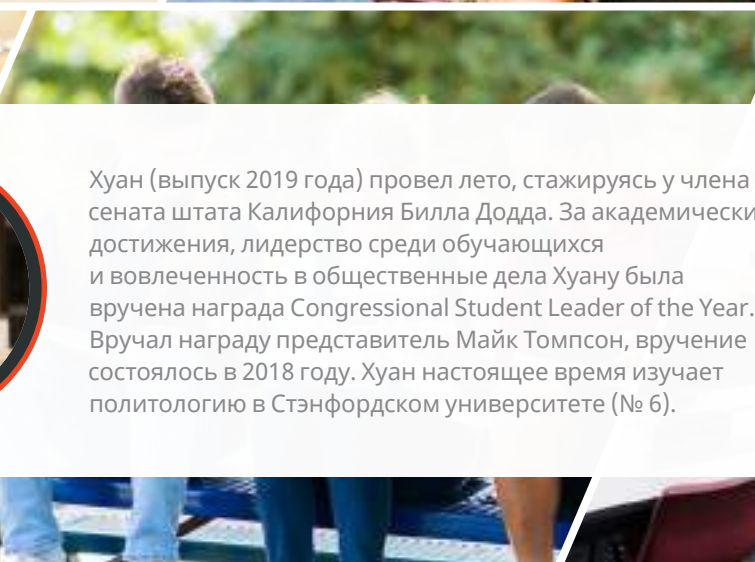 Хуан (выпуск 2019 года) провел лето, стажируясь у члена
сената штата Калифорния Билла Додда. За академически
достижения, лидерство среди обучающихся
и вовлеченность в общественные дела Хуану была
вручена награда Congressional Student Leader of the Year.
Вручал награду представитель Майк Томпсон, вручение
состоялось в 2018 году. Хуан настоящее время изучает
политологию в Стэнфордском университете (№ 6).